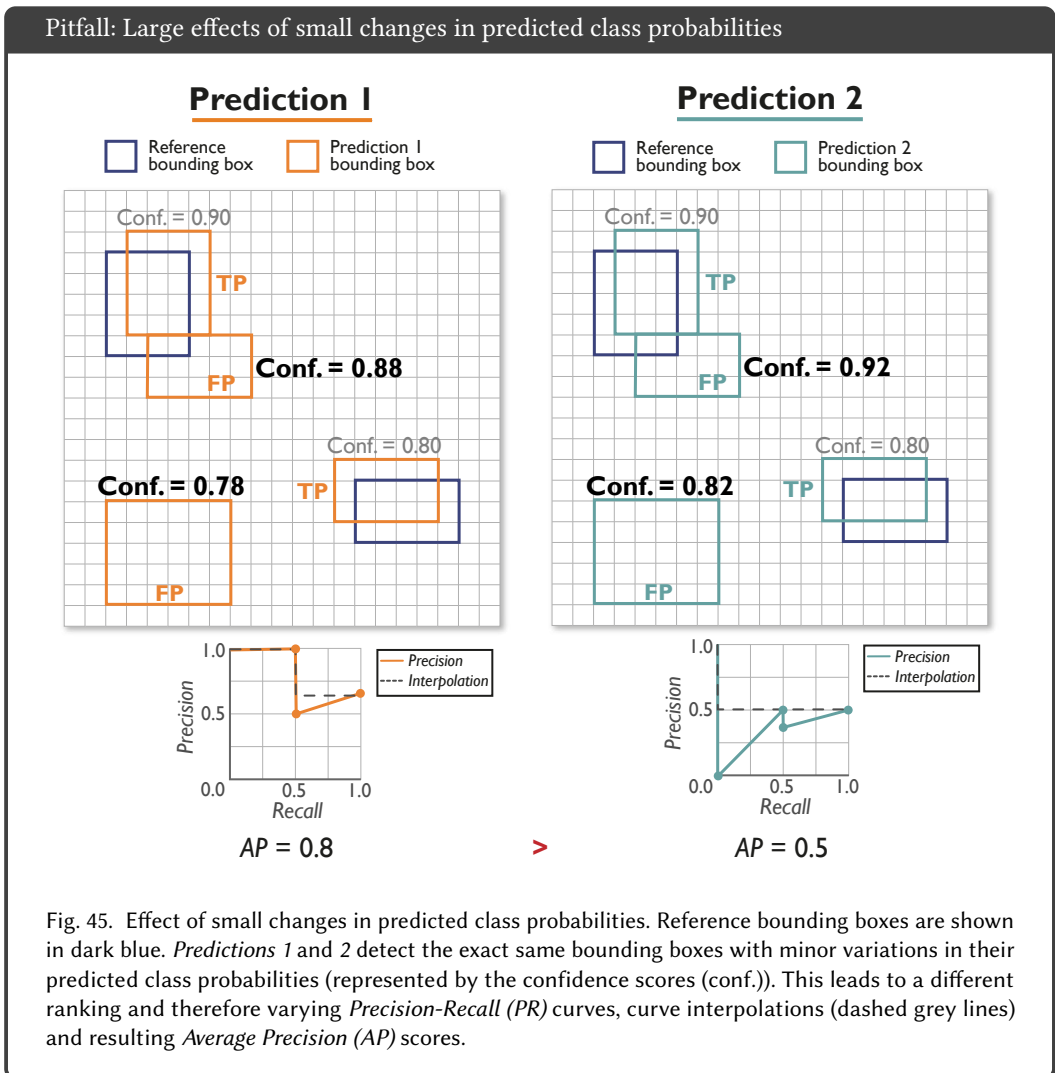 Pitfall: Large effects of small changes in predicted class probabilities
Prediction 1
Reference
bounding box
Prediction 1
bounding box
Conf. = 0.90
TP
Conf. = 0.88
FP
Conf. = 0.80
Conf. = 0.78
TP
FP
1.0
0.5
0.0
0.5
1.0
Precision
Recall
Precision
Interpolation
AP = 0.8
>
Prediction 2
Reference
bounding box
Prediction 2
bounding box
Conf. = 0.90
TP
Conf. = 0.92
FP
Conf. = 0.80
Conf. = 0.82
TP
FP
1.0
0.5
0.0
0.5
1.0
Precision
Recall
Precision
Interpolation
AP = 0.5
Fig. 45. Effect of small changes in predicted class probabilities. Reference bounding boxes are shown
in dark blue. Predictions 1 and 2 detect the exact same bounding boxes with minor variations in their
predicted class probabilities (represented by the confidence scores (conf.)). This leads to a different
ranking and therefore varying Precision-Recall (PR) curves, curve interpolations (dashed grey lines)
and resulting Average Precision (AP) scores.